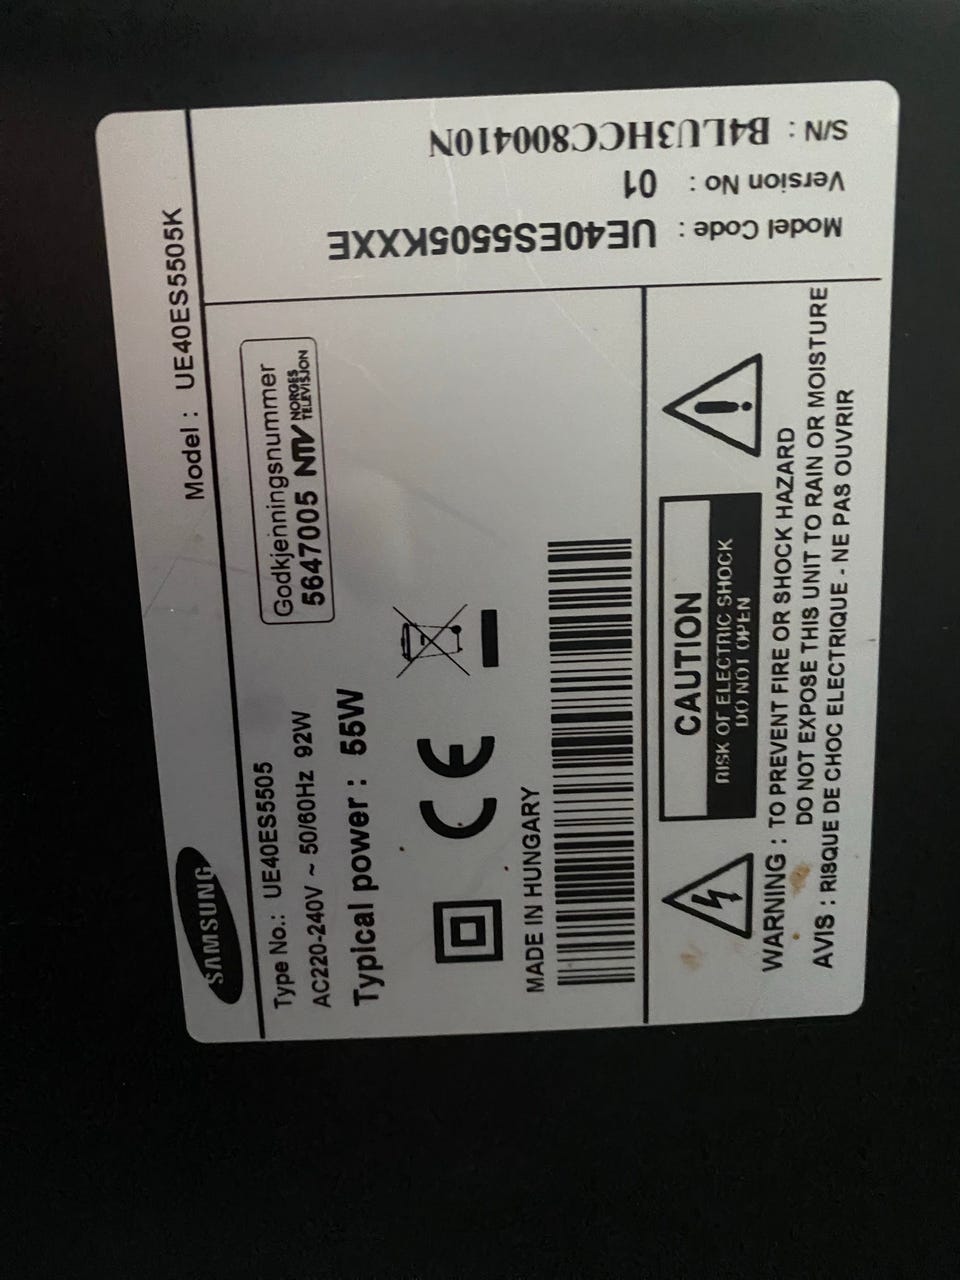 SAMSUNG
Model : UE40ES5505K
Type No.: UE40ES5505
AC220-240V ~ 50/60Hz 92W
Typical power : 55W
Godkjenningsnummer
5647005 NTV NORGES TELEVISJON
CE
MADE IN HUNGARY
CAUTION
RISK OF ELECTRIC SHOCK
DO NOT OPEN
WARNING : TO PREVENT FIRE OR SHOCK HAZARD
DO NOT EXPOSE THIS UNIT TO RAIN OR MOISTURE
AVIS : RISQUE DE CHOC ELECTRIQUE - NE PAS OUVRIR
Model Code : UE40ES5505KXXE
Version No : 01
S/N : B4LU3HCC800410N